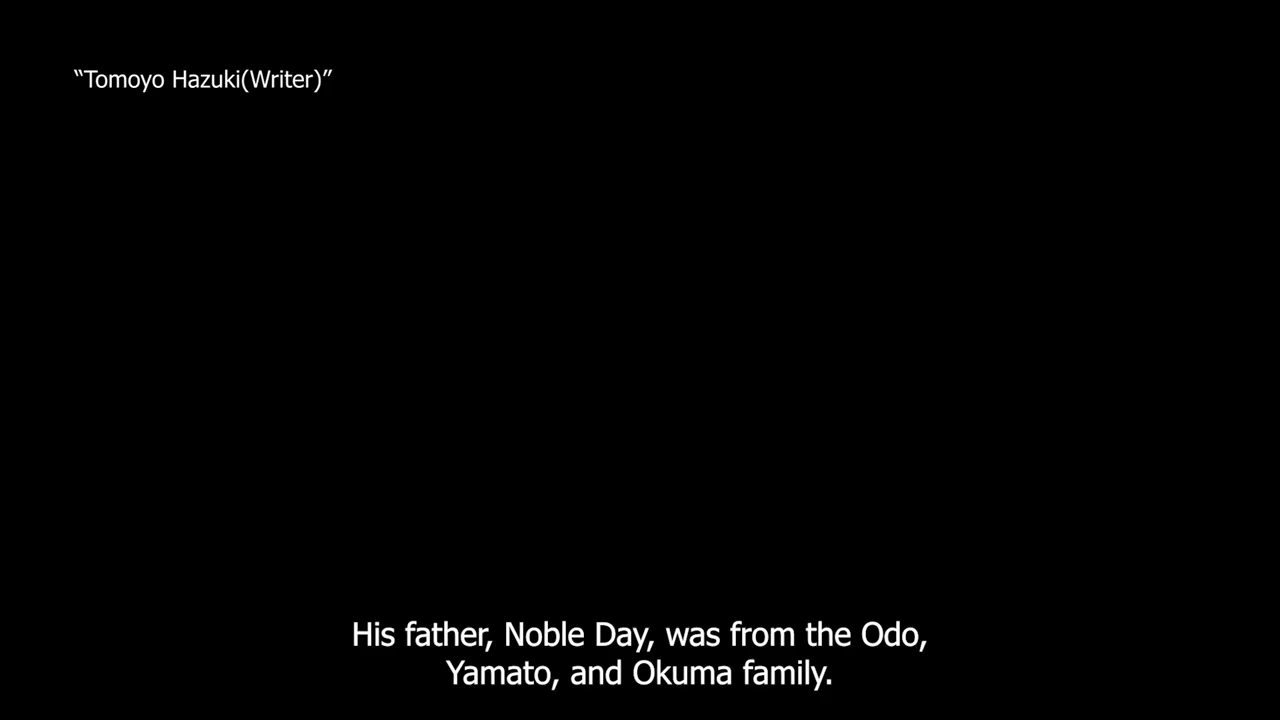 “Tomoyo Hazuki(Writer)”
His father, Noble Day, was from the Odo,
Yamato, and Okuma family.